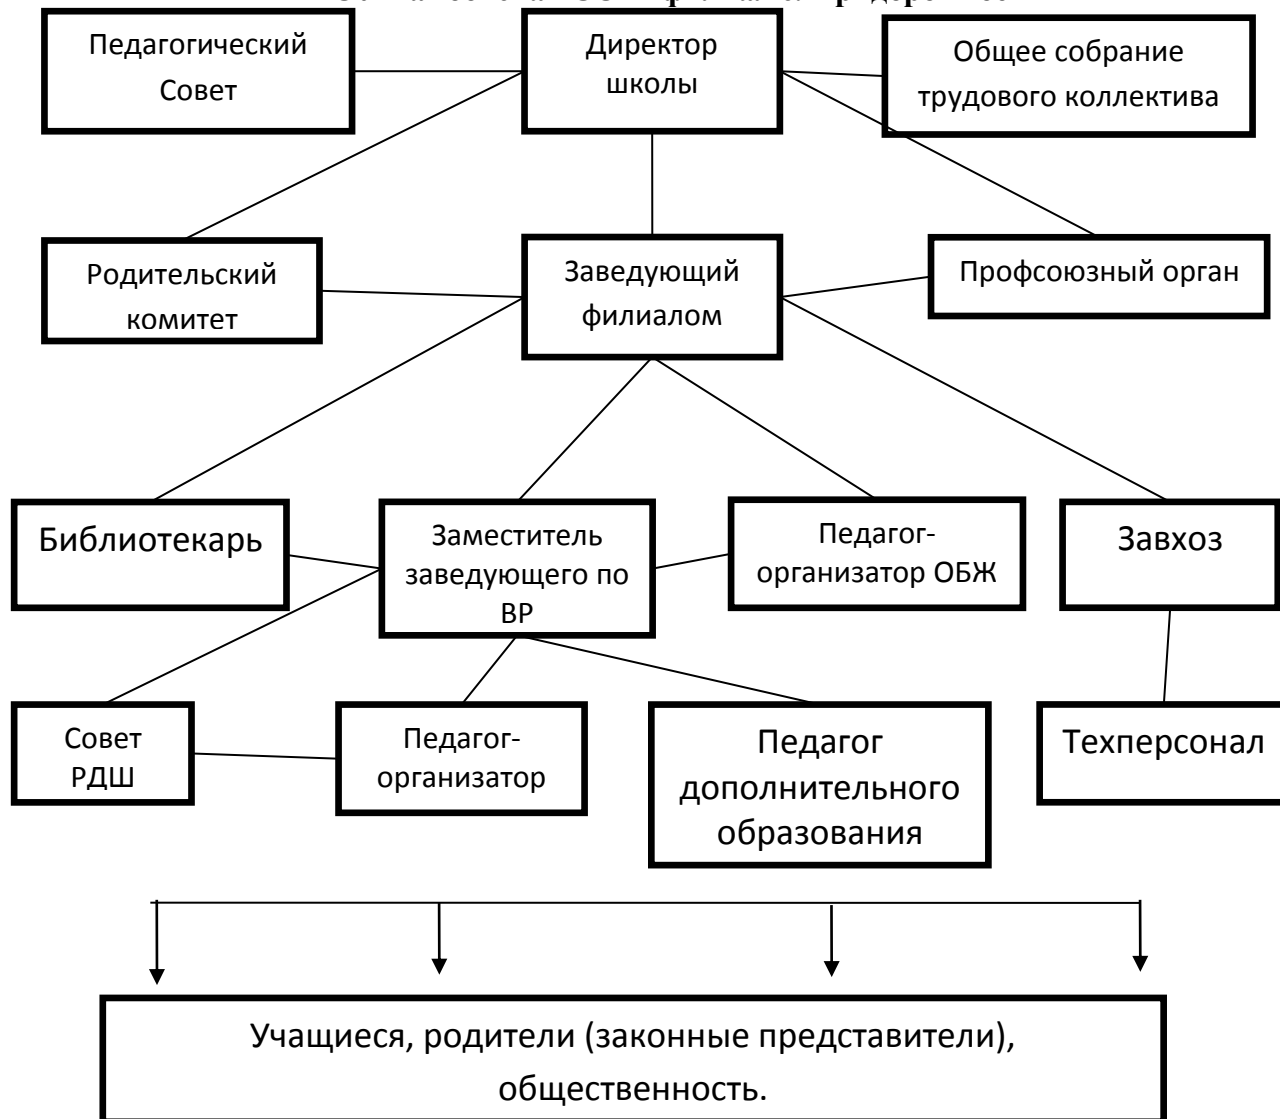 Педагогический
Совет
Директор
школы
Общее собрание
трудового коллектива
Родительский
комитет
Заведующий
филиалом
Профсоюзный орган
Библиотекарь
Заместитель
заведующего по
ВР
Педагог-
организатор ОБЖ
Завхоз
Совет
РДШ
Педагог-
организатор
Педагог
дополнительного
образования
Техперсонал
Учащиеся, родители (законные представители),
общественность.